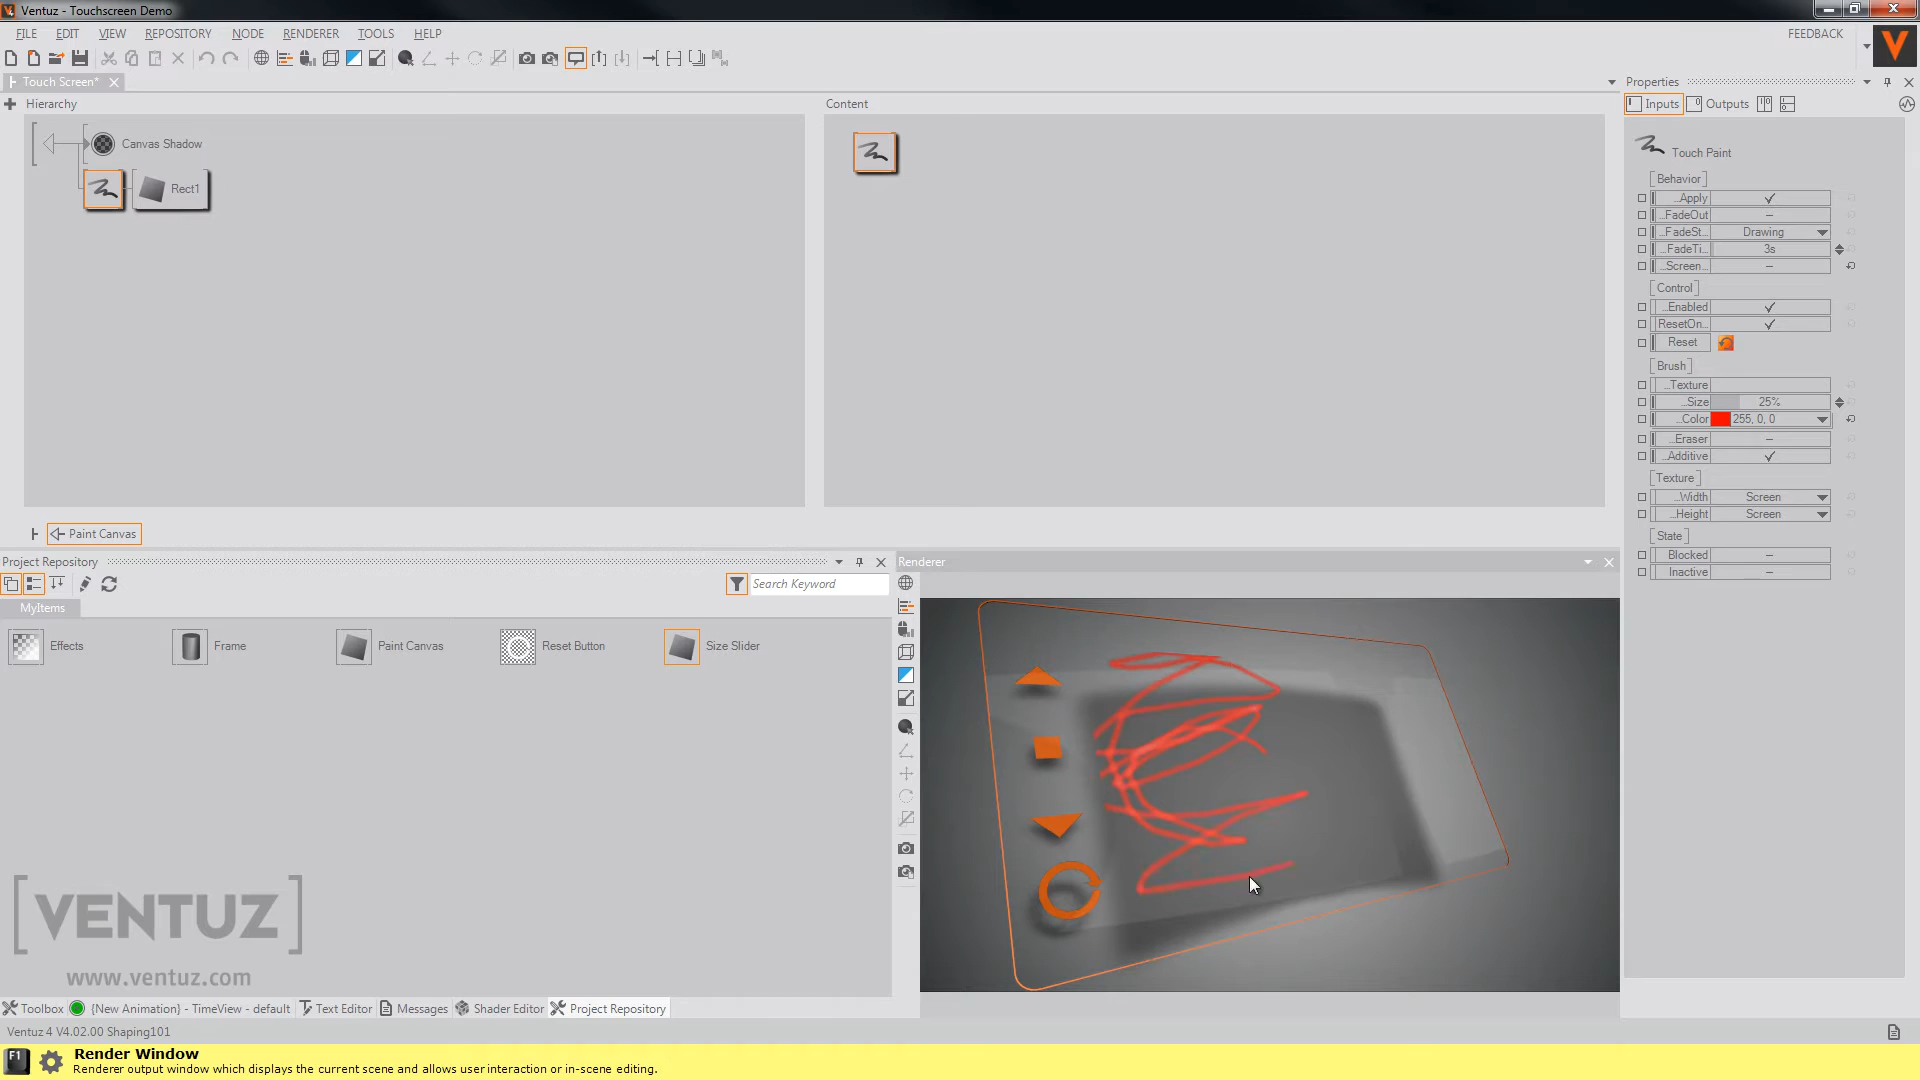 Ventuz - Touchscreen Demo
FILE EDIT VIEW REPOSITORY NODE RENDERER TOOLS HELP
FEEDBACK
Touch Screen*
Hierarchy
Content
Canvas Shadow
Rect1
Paint Canvas
Properties
Inputs
Outputs
Touch Paint
[Behavior]
...Apply
...FadeOut
...FadeSt... Drawing
...FadeTi... 3s
...Screen...
[Control]
...Enabled
ResetOn...
Reset
[Brush]
...Texture
...Size 25%
...Color 255, 0, 0
...Eraser
...Additive
[Texture]
...Width Screen
...Height Screen
[State]
Blocked
Inactive
Project Repository
Search Keyword
MyItems
Effects
Frame
Paint Canvas
Reset Button
Size Slider
Renderer
[VENTUZ]
www.ventuz.com
Toolbox
{New Animation} - TimeView - default
Text Editor
Messages
Shader Editor
Project Repository
Ventuz 4 V4.02.00 Shaping101
F1
Render Window
Renderer output window which displays the current scene and allows user interaction or in-scene editing.